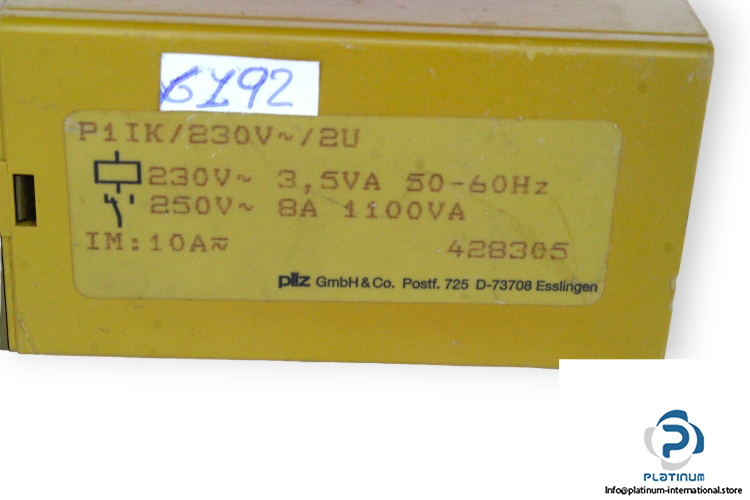 6192
P1IK/230V~/2U
230V~ 3,5VA 50-60Hz
250V~ 8A 1100VA
IM:10A≂ 428305
pilz GmbH & Co. Postf. 725 D-73708 Esslingen
PLATINUM
Info@platinum-international.store